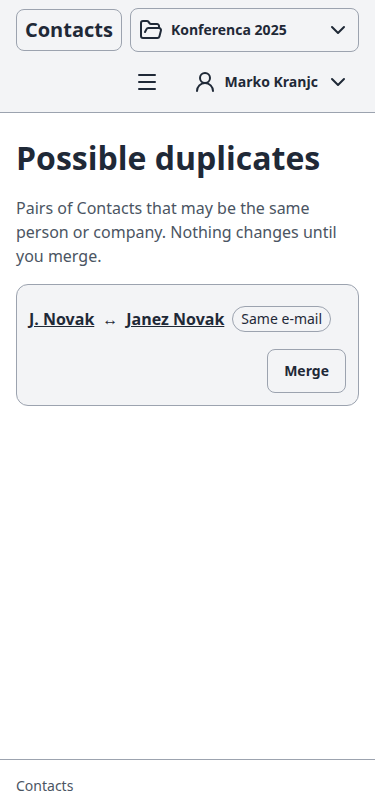 Contacts
Konferenca 2025
Marko Kranjc
Possible duplicates
Pairs of Contacts that may be the same
person or company. Nothing changes until
you merge.
J. Novak ↔ Janez Novak Same e-mail
Merge
Contacts